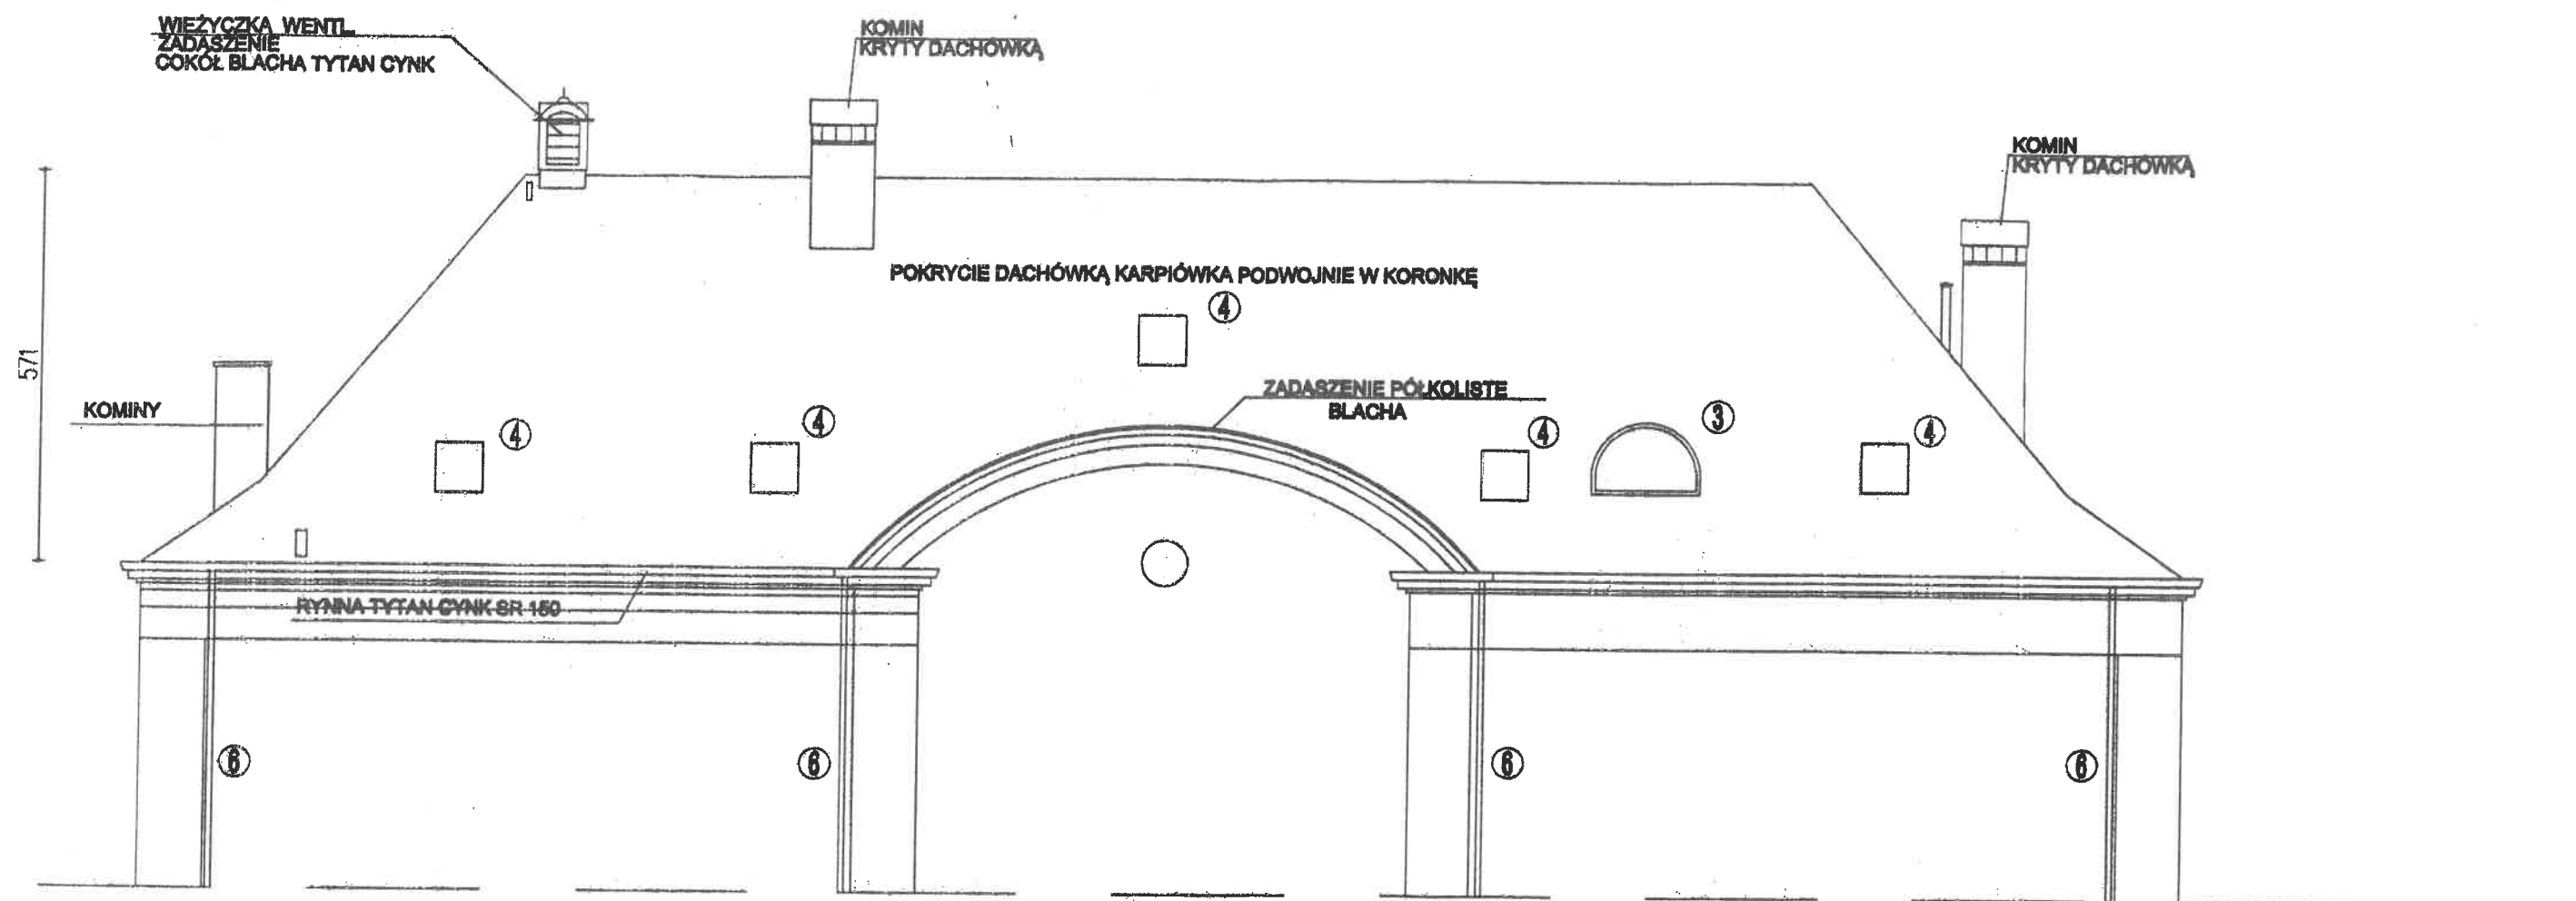 WIEŻYCZKA WENTL.
ZADASZENIE
COKÓŁ BLACHA TYTAN CYNK
KOMIN
KRYTY DACHÓWKĄ
KOMIN
KRYTY DACHÓWKĄ
POKRYCIE DACHÓWKĄ KARPIÓWKA PODWOJNIE W KORONKĘ
4
571
ZADASZENIE PÓŁKOLISTE
BLACHA
KOMINY
4
4
4
3
4
RYNNA TYTAN CYNK SR 150
6
6
6
6